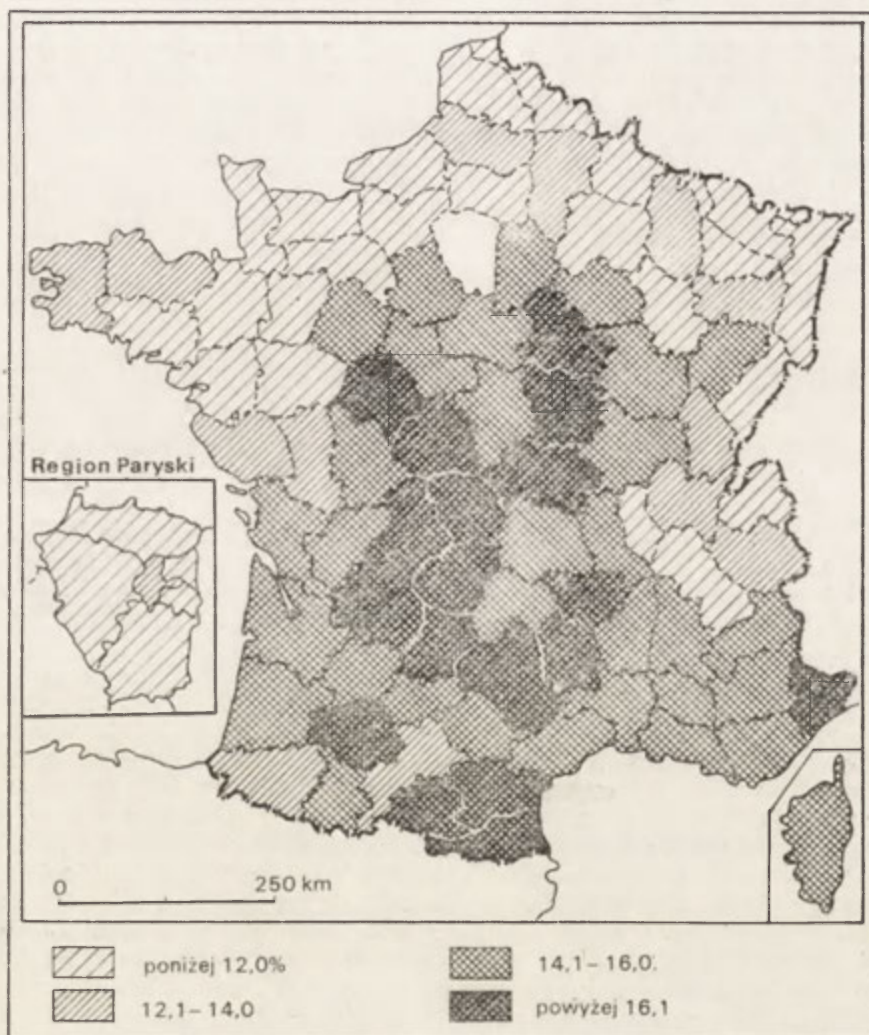 Region Paryski
0 250 km
poniżej 12,0%
12,1–14,0
14,1–16,0
powyżej 16,1